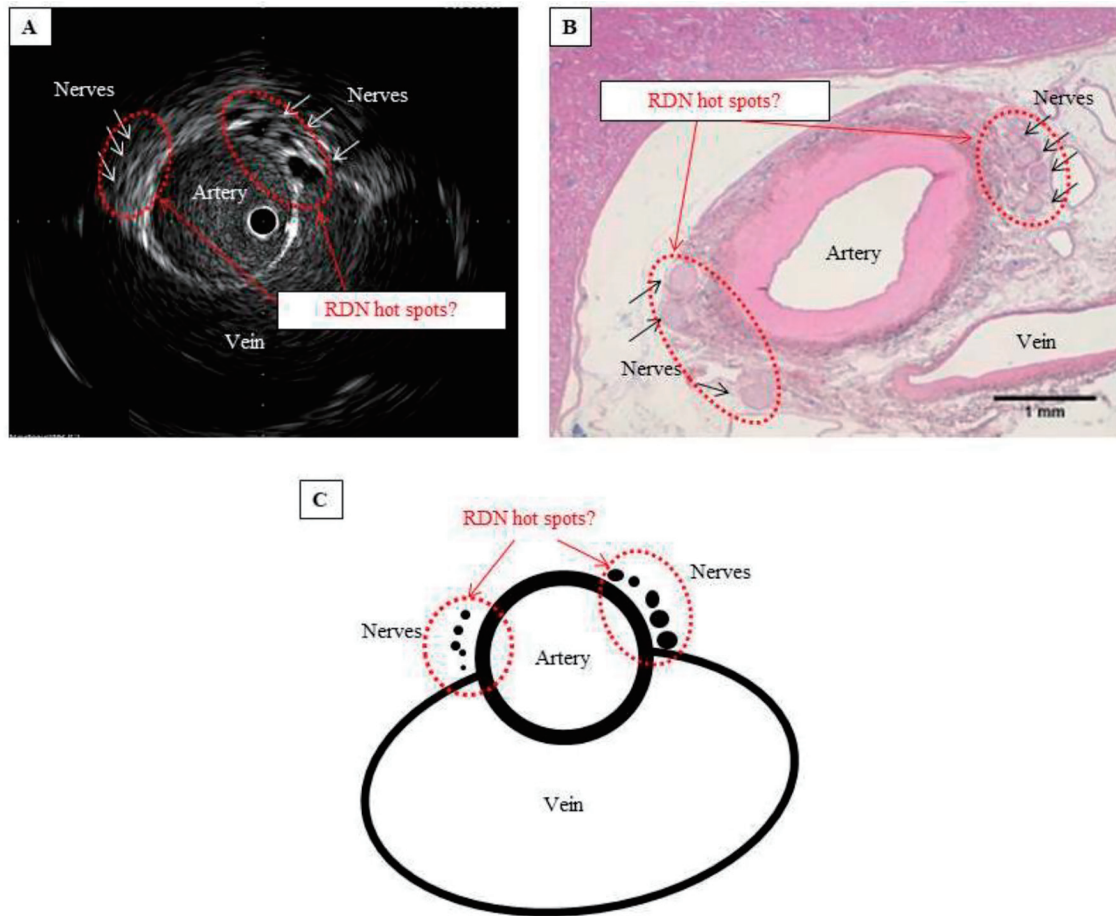 A
Nerves
Nerves
Artery
RDN hot spots?
Vein
B
RDN hot spots?
Nerves
Artery
Vein
Nerves
1 mm
C
RDN hot spots?
Nerves
Nerves
Artery
Vein